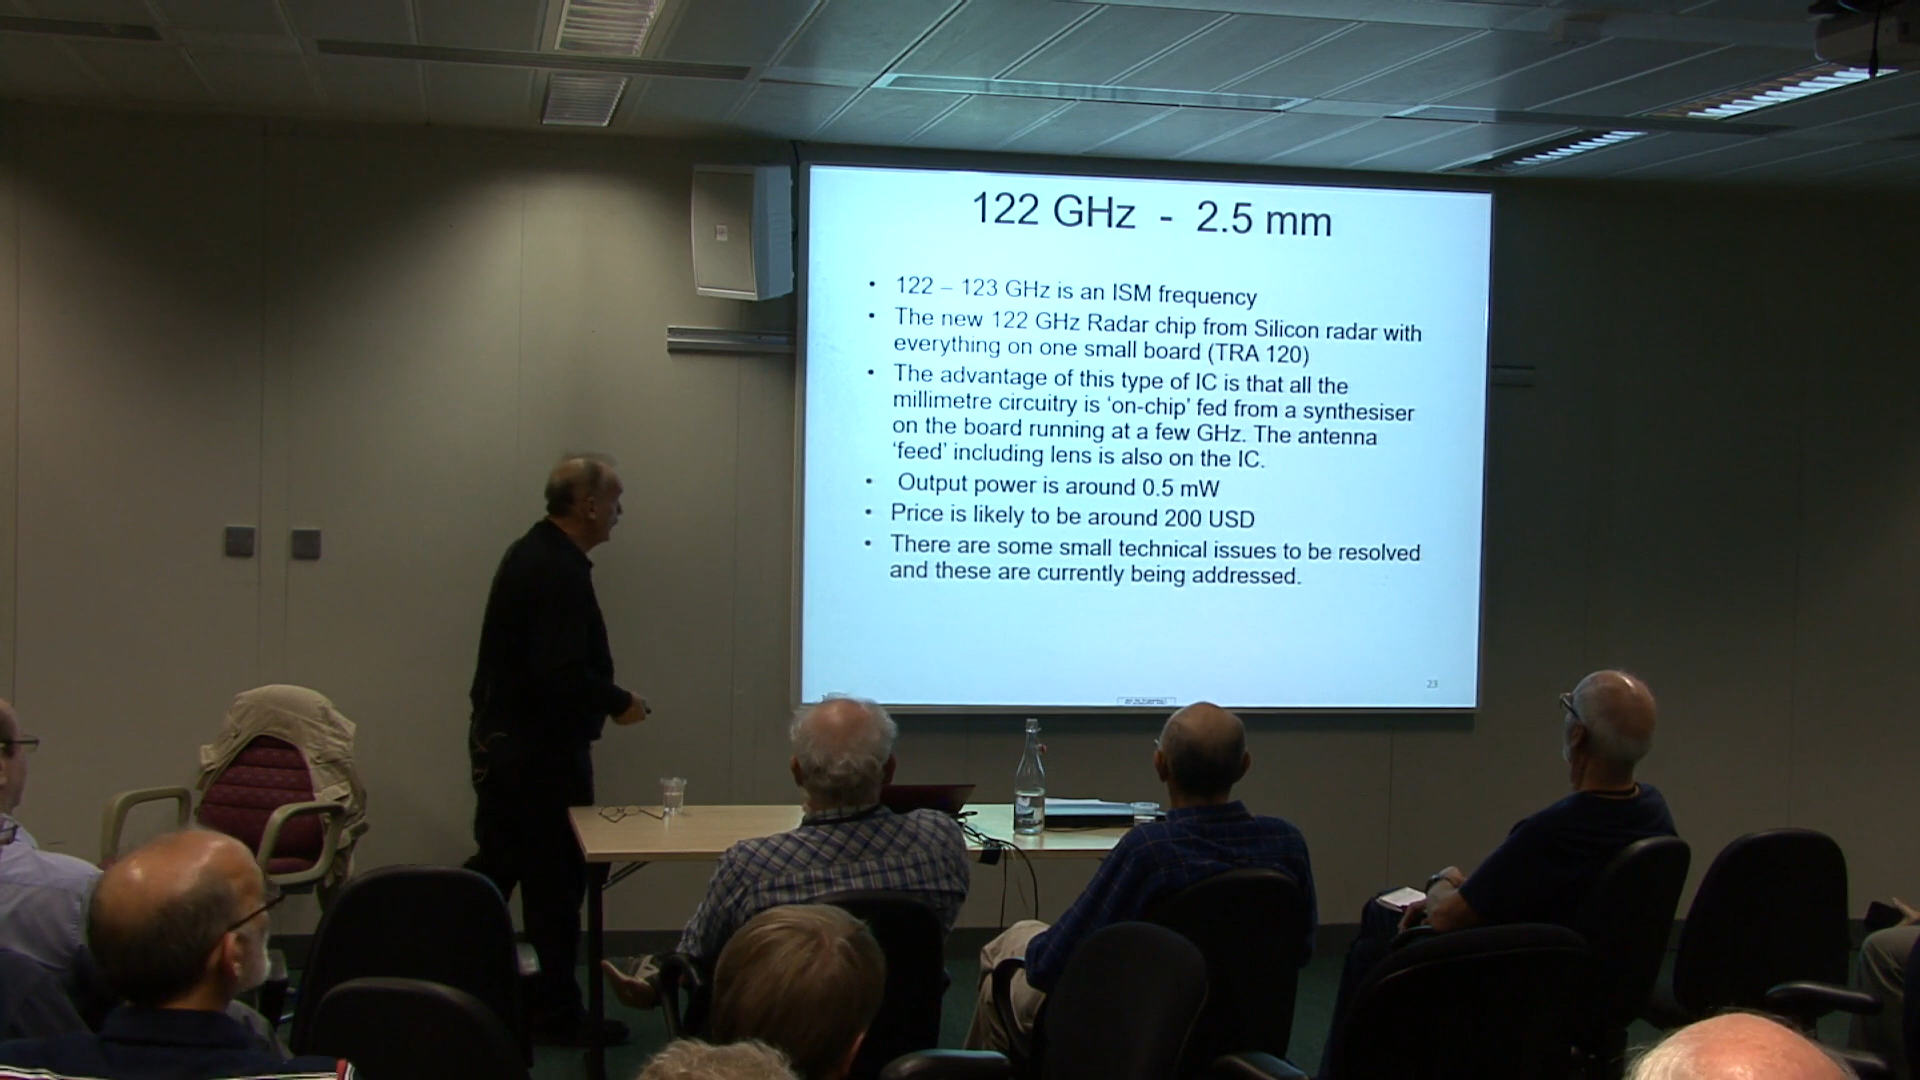 122 GHz - 2.5 mm
• 122 – 123 GHz is an ISM frequency
• The new 122 GHz Radar chip from Silicon radar with
everything on one small board (TRA 120)
• The advantage of this type of IC is that all the
millimetre circuitry is ‘on-chip’ fed from a synthesiser
on the board running at a few GHz. The antenna
‘feed’ including lens is also on the IC.
• Output power is around 0.5 mW
• Price is likely to be around 200 USD
• There are some small technical issues to be resolved
and these are currently being addressed.
23